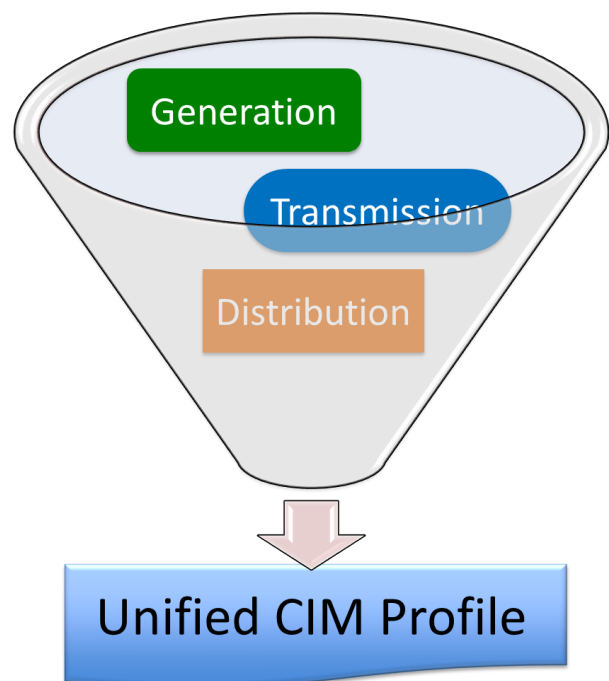 Generation
Transmission
Distribution
Unified CIM Profile